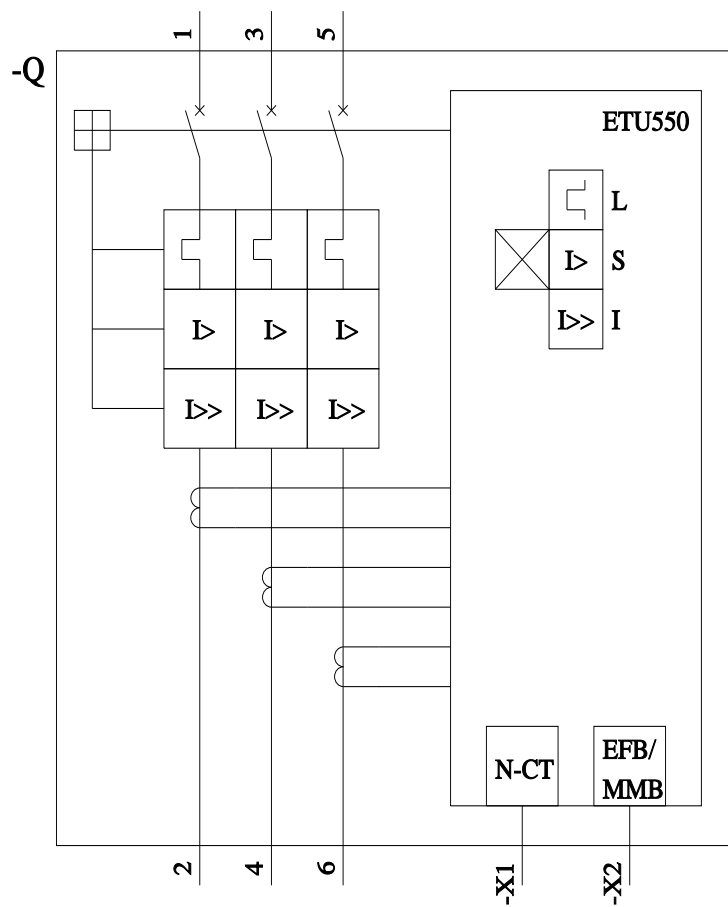 1 3 5
-Q
ETU550
L
I> S
I>> I
I> I> I>
I>> I>> I>>
N-CT
EFB/
MMB
2 4 6 -X1 -X2